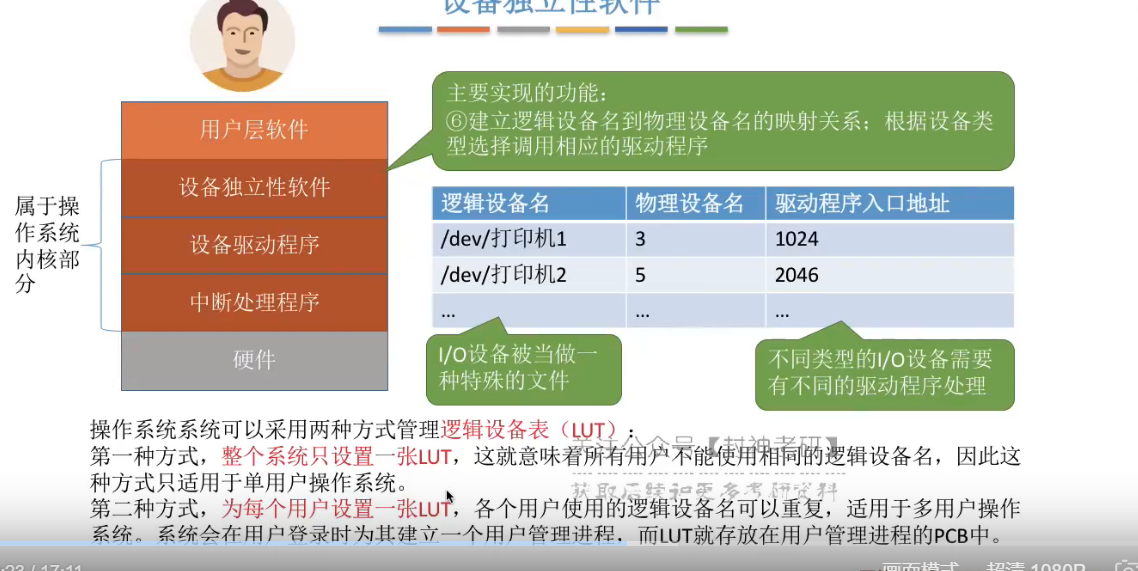 设备独立性软件
主要实现的功能：
⑥建立逻辑设备名到物理设备名的映射关系；根据设备类
型选择调用相应的驱动程序
用户层软件
设备独立性软件
设备驱动程序
中断处理程序
硬件
属于操
作系统
内核部
分
逻辑设备名 物理设备名 驱动程序入口地址
/dev/打印机1 3 1024
/dev/打印机2 5 2046
... ... ...
I/O设备被当做一
种特殊的文件
不同类型的I/O设备需要
有不同的驱动程序处理
操作系统系统可以采用两种方式管理逻辑设备表（LUT）：
第一种方式，整个系统只设置一张LUT，这就意味着所有用户不能使用相同的逻辑设备名，因此这
种方式只适用于单用户操作系统。
第二种方式，为每个用户设置一张LUT，各个用户使用的逻辑设备名可以重复，适用于多用户操作
系统。系统会在用户登录时为其建立一个用户管理进程，而LUT就存放在用户管理进程的PCB中。
关注公众号【封神考研】
获取后续和更多考研资料
:23 / 17:11
画面模式 超清 1080P